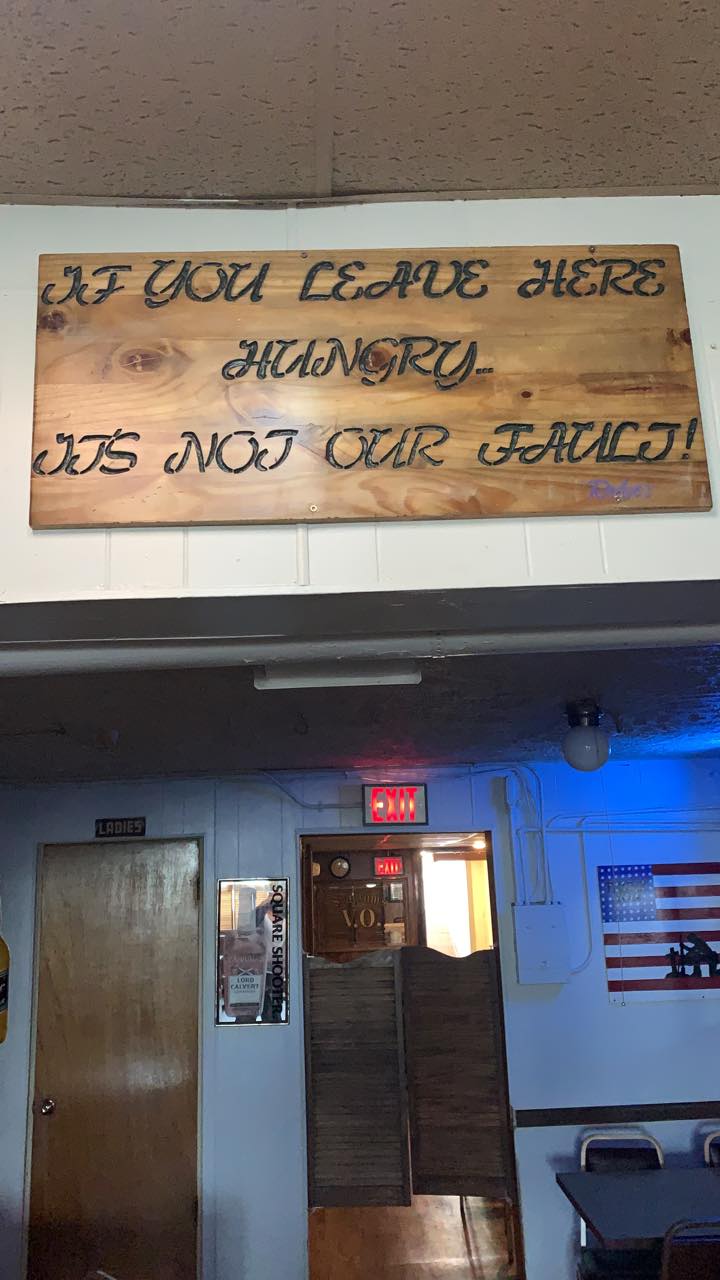 IF YOU LEAVE HERE
HUNGRY...
IT'S NOT OUR FAULT!
EXIT
LADIES
EXIT
V.O.
SQUARE SHOOTER
LORD
CALVERT